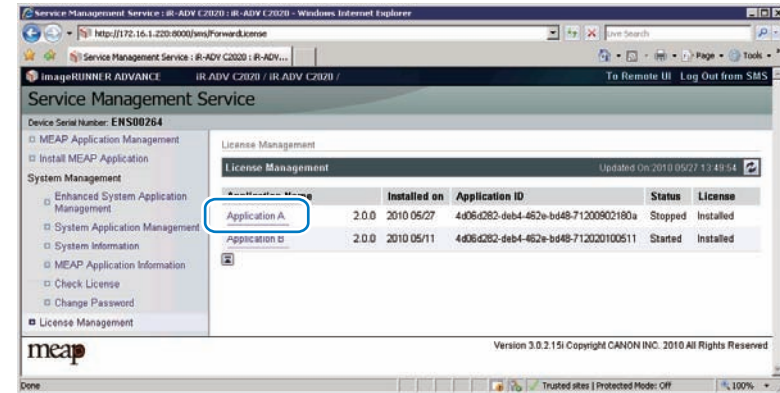 Service Management Service : iR-ADV C2020 : iR-ADV C2020 - Windows Internet Explorer
http://172.16.1.220:8000/sms/ForwardLicense
Live Search
Service Management Service : iR-ADV C2020 : iR-ADV...
Page Tools
imageRUNNER ADVANCE iR-ADV C2020 / iR-ADV C2020 /
To Remote UI Log Out from SMS
Service Management Service
Device Serial Number: ENS00264
MEAP Application Management
Install MEAP Application
System Management
Enhanced System Application
Management
System Application Management
System Information
MEAP Application Information
Check License
Change Password
License Management
License Management
License Management Updated On:2010 05/27 13:49:54
Application Name Installed on Application ID Status License
Application A 2.0.0 2010 05/27 4d06d282-deb4-462e-bd48-71200902180a Stopped Installed
Application B 2.0.0 2010 05/11 4d06d282-deb4-462e-bd48-712020100511 Started Installed
meap
Version 3.0.2.15i Copyright CANON INC. 2010 All Rights Reserved
Done
Trusted sites | Protected Mode: Off
100%